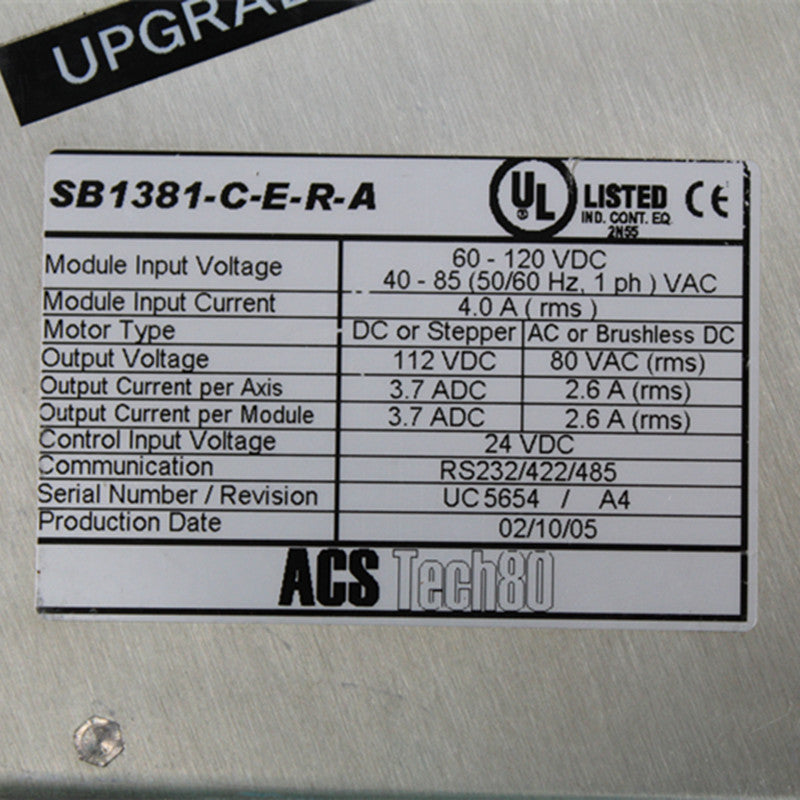 UPGRAD
SB1381-C-E-R-A
UL
®
LISTED
IND. CONT. EQ.
2N55
CE
Module Input Voltage 60 - 120 VDC
40 - 85 (50/60 Hz, 1 ph ) VAC
Module Input Current 4.0 A ( rms )
Motor Type DC or Stepper AC or Brushless DC
Output Voltage 112 VDC 80 VAC (rms)
Output Current per Axis 3.7 ADC 2.6 A (rms)
Output Current per Module 3.7 ADC 2.6 A (rms)
Control Input Voltage 24 VDC
Communication RS232/422/485
Serial Number / Revision UC5654 / A4
Production Date 02/10/05
ACS Tech80